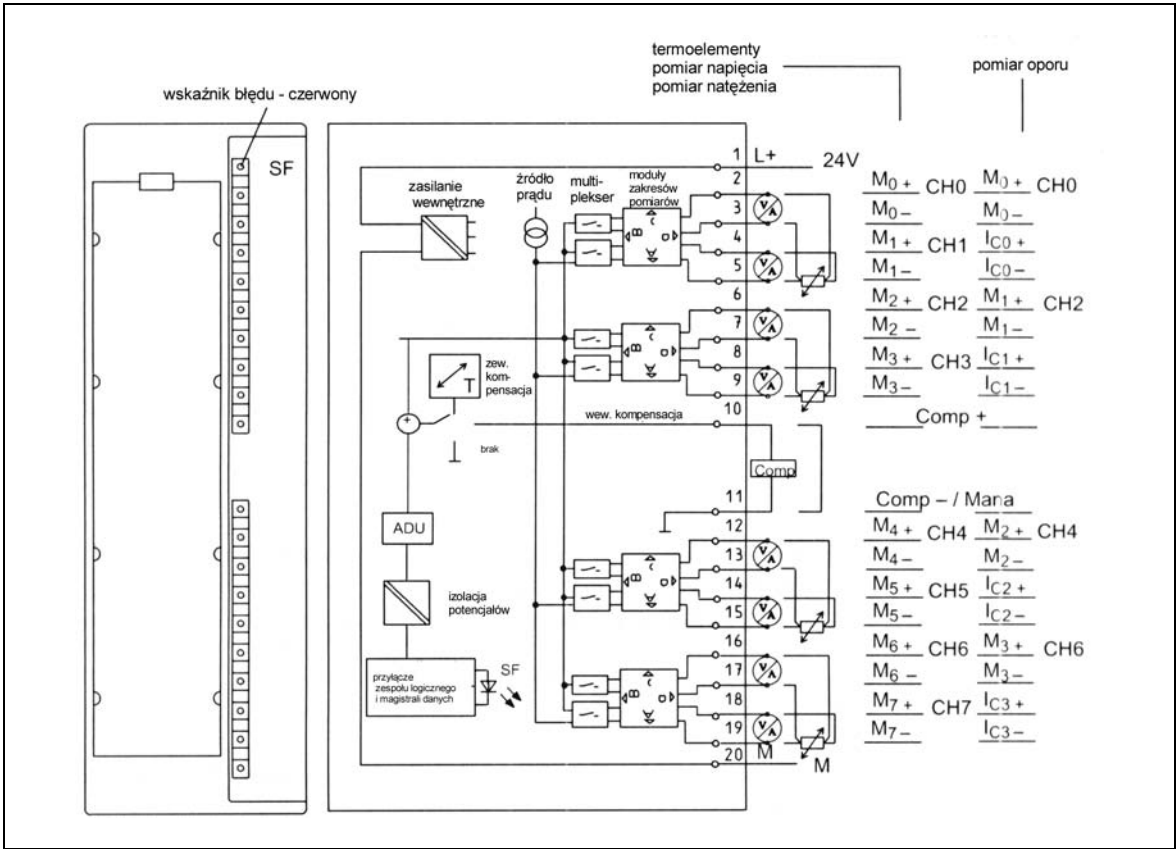 termoelementy
pomiar napięcia
pomiar natężenia
pomiar oporu
wskaźnik błędu - czerwony
SF
zasilanie
wewnętrzne
źródło
prądu
multi-
plekser
moduły
zakresów
pomiarów
1 L+ 24V
2
3
4
5
6
7
8
9
10
11
12
13
14
15
16
17
18
19
20 M M
V A
V A
V A
V A
V A
V A
V A
V A
A B C D
A B C D
A B C D
A B C D
zew.
kom-
pensacja
T
+
wew. kompensacja
brak
Comp
ADU
izolacja
potencjałów
przyłącze
zespołu logicznego
i magistrali danych
SF
M0 + CH0 M0 + CH0
M0 – M0 –
M1 + CH1 IC0 +
M1 – IC0 –
M2 + CH2 M1 + CH2
M2 – M1 –
M3 + CH3 IC1 +
M3 – IC1 –
Comp +
Comp – / Mana
M4 + CH4 M2 + CH4
M4 – M2 –
M5 + CH5 IC2 +
M5 – IC2 –
M6 + CH6 M3 + CH6
M6 – M3 –
M7 + CH7 IC3 +
M7 – IC3 –